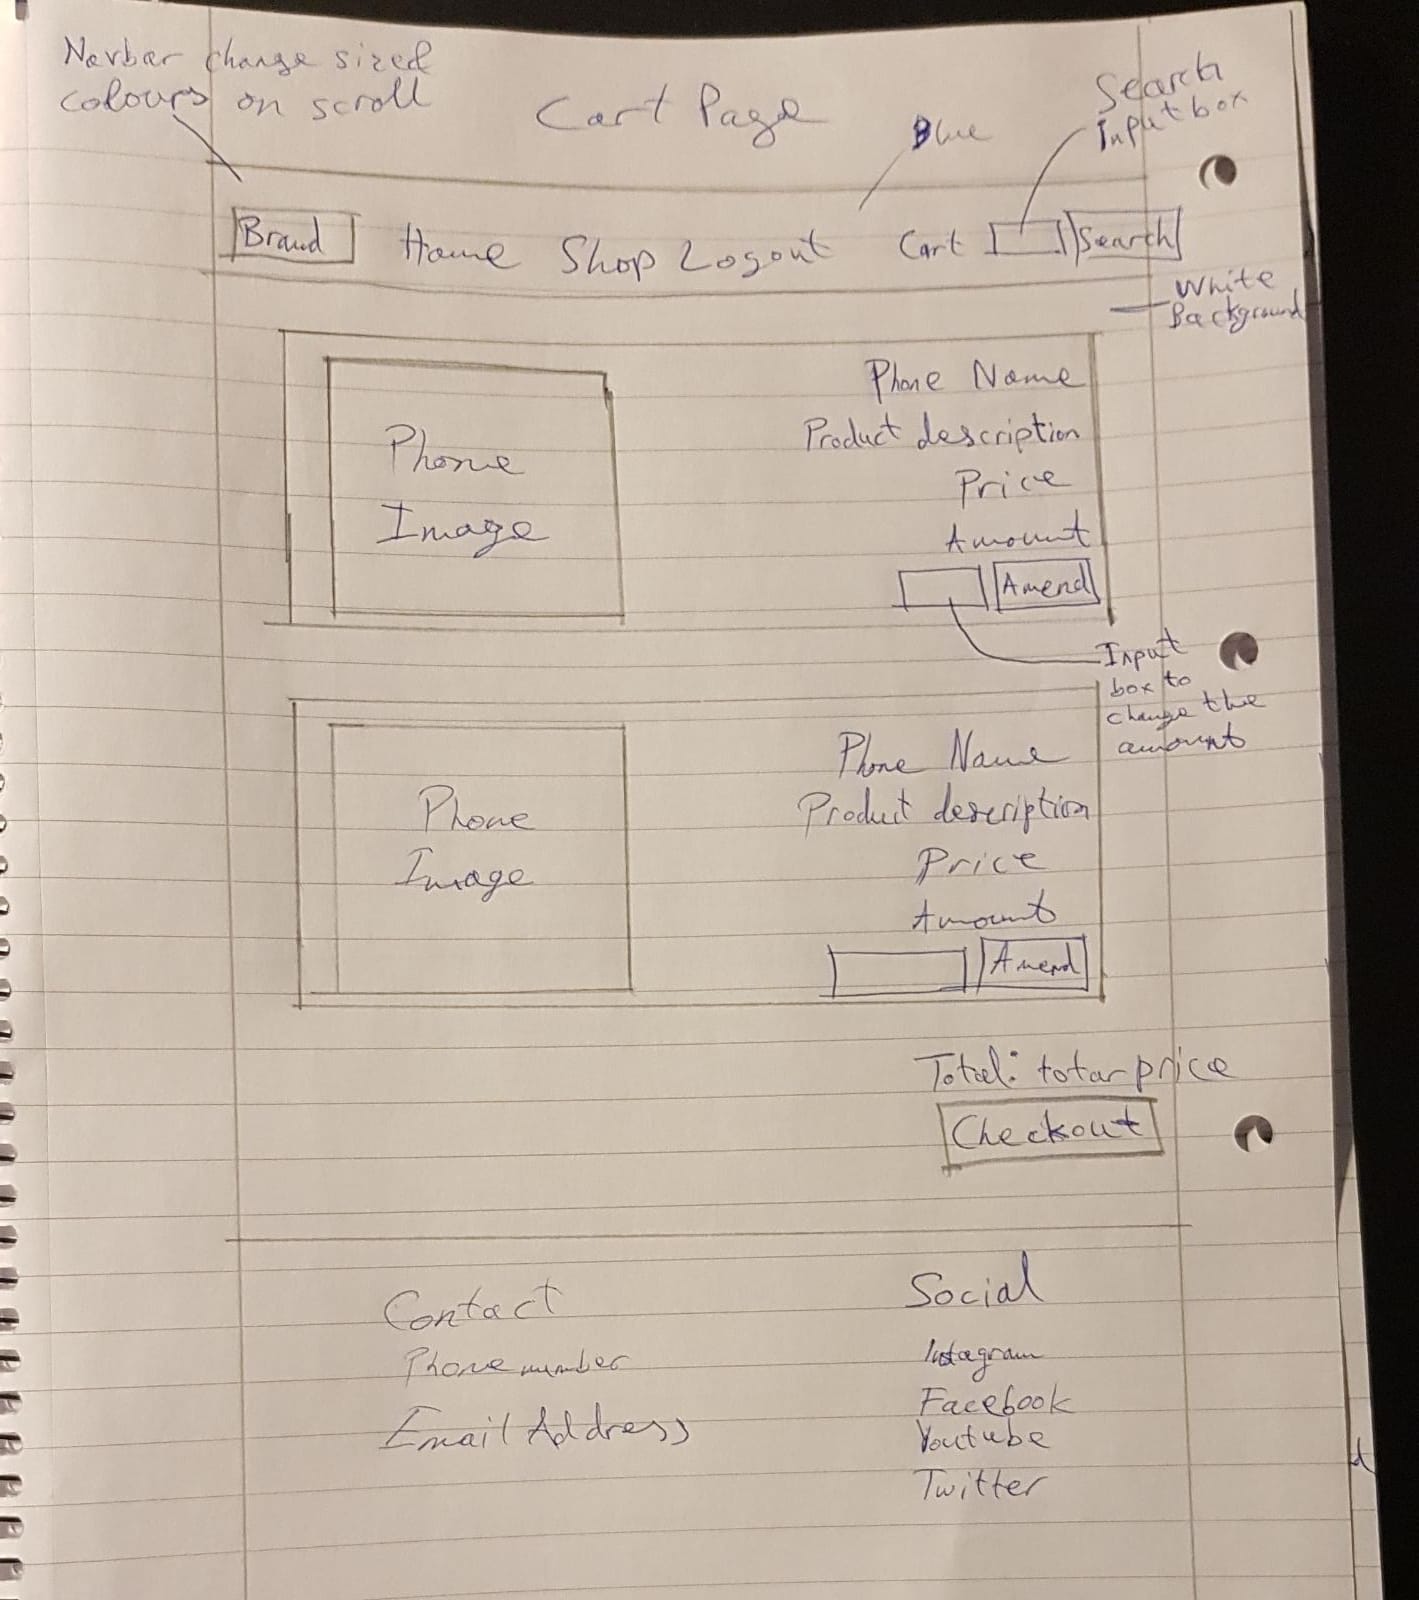 Navbar change sized
colours on scroll
Cart Page
Blue
Search
Input box
Brand Home Shop Logout Cart Search
White
Background
Phone Name
Product description
Phone
Image
Price
Amount
Amend
Input
box to
change the
amount
Phone Name
Product description
Phone
Image
Price
Amount
Amend
Total: totar price
Checkout
Contact
Phone number
Email Address
Social
Instagram
Facebook
Youtube
Twitter